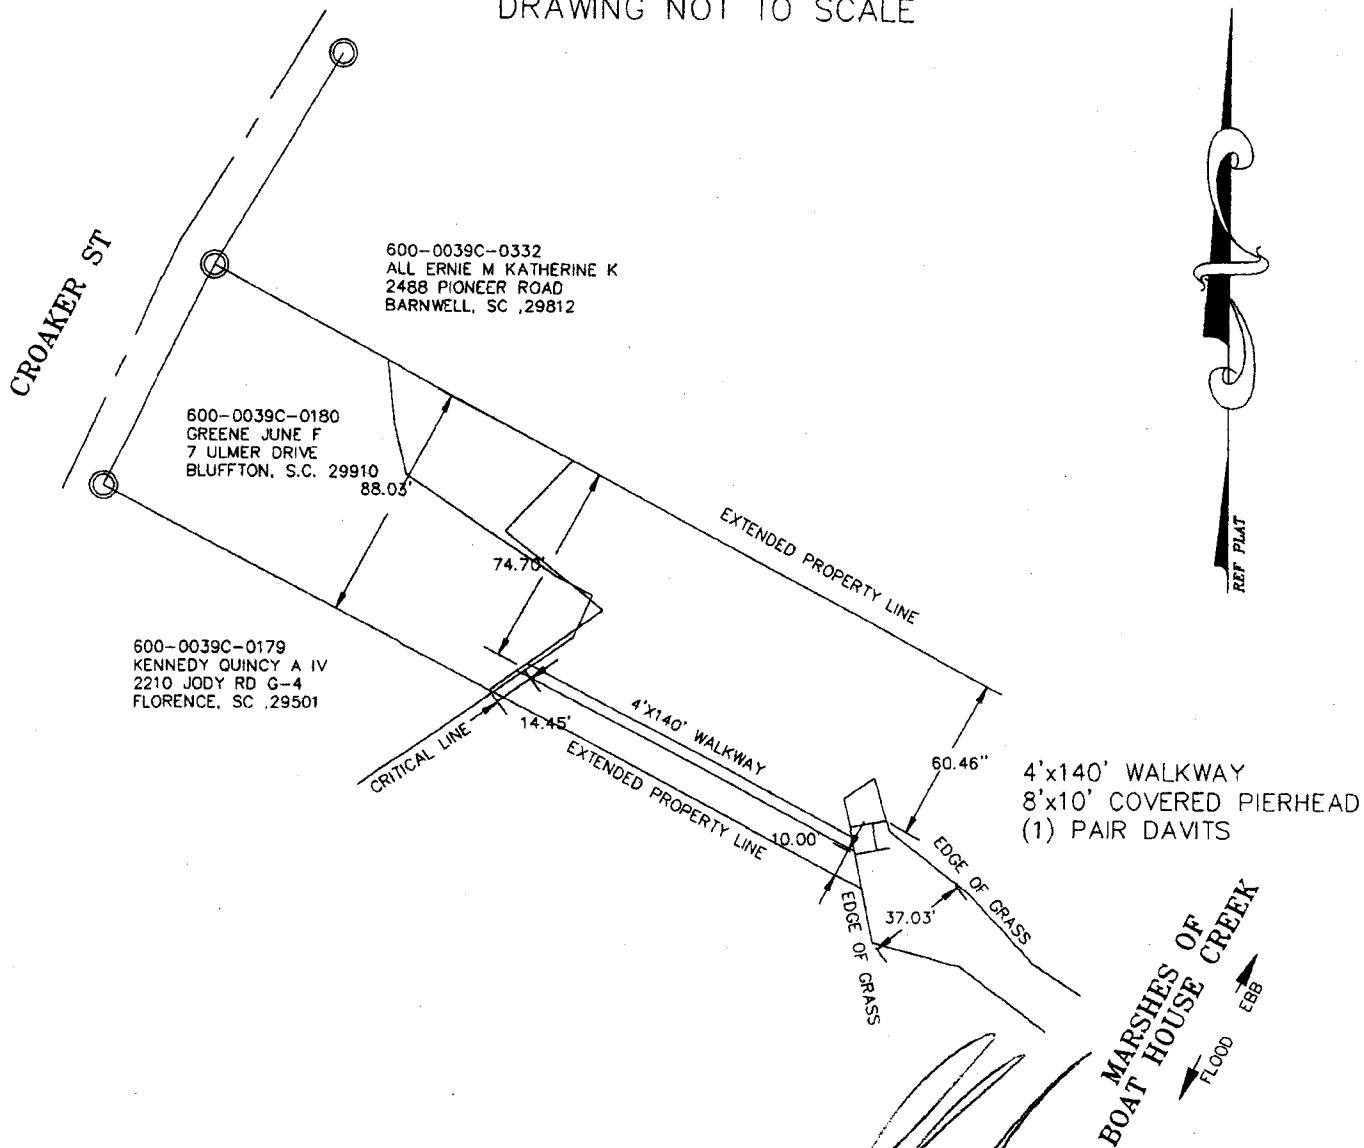 DRAWING NOT TO SCALE
CROAKER ST
600-0039C-0332
ALL ERNIE M KATHERINE K
2488 PIONEER ROAD
BARNWELL, SC ,29812
600-0039C-0180
GREENE JUNE F
7 ULMER DRIVE
BLUFFTON, S.C. 29910
88.03'
74.70'
EXTENDED PROPERTY LINE
REF PLAT
600-0039C-0179
KENNEDY QUINCY A IV
2210 JODY RD G-4
FLORENCE, SC ,29501
CRITICAL LINE
14.45'
4'X140' WALKWAY
EXTENDED PROPERTY LINE
60.46"
4'x140' WALKWAY
8'x10' COVERED PIERHEAD
(1) PAIR DAVITS
10.00'
EDGE OF GRASS
37.03'
EDGE OF GRASS
MARSHES OF
BOAT HOUSE CREEK
EBB
FLOOD